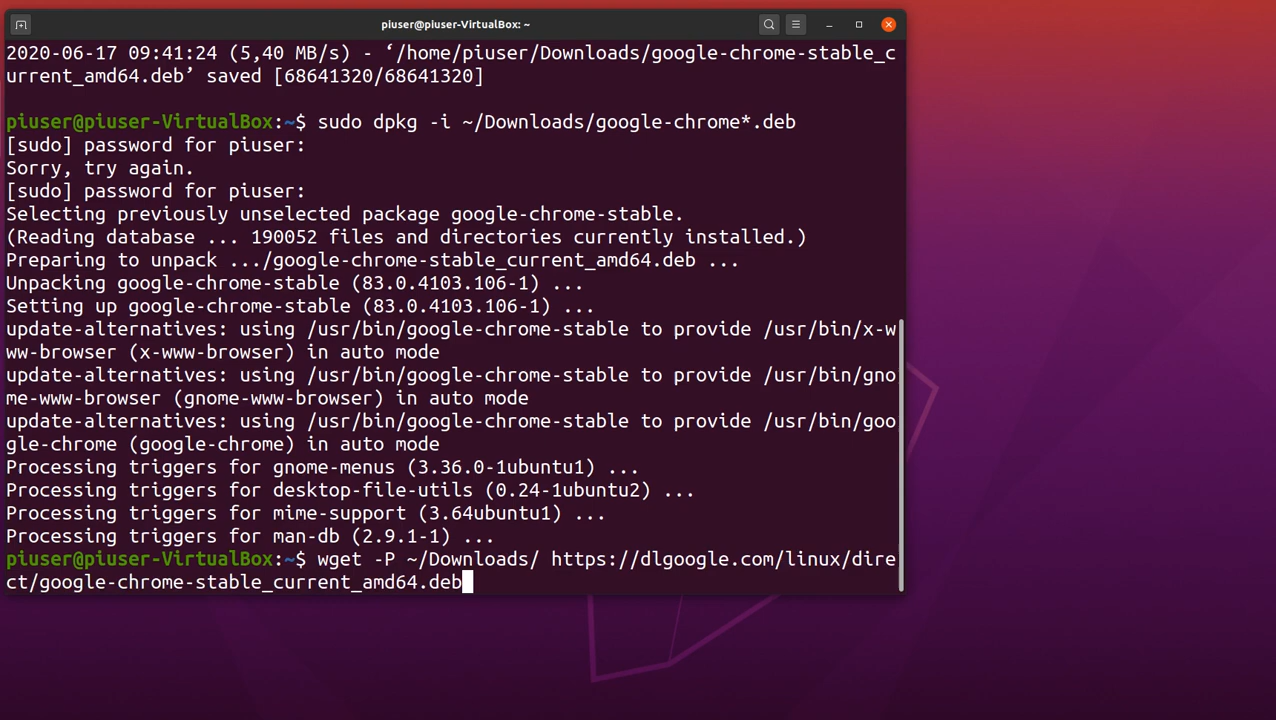 piuser@piuser-VirtualBox: ~
2020-06-17 09:41:24 (5,40 MB/s) - ‘/home/piuser/Downloads/google-chrome-stable_c
urrent_amd64.deb’ saved [68641320/68641320]
piuser@piuser-VirtualBox:~$ sudo dpkg -i ~/Downloads/google-chrome*.deb
[sudo] password for piuser:
Sorry, try again.
[sudo] password for piuser:
Selecting previously unselected package google-chrome-stable.
(Reading database ... 190052 files and directories currently installed.)
Preparing to unpack .../google-chrome-stable_current_amd64.deb ...
Unpacking google-chrome-stable (83.0.4103.106-1) ...
Setting up google-chrome-stable (83.0.4103.106-1) ...
update-alternatives: using /usr/bin/google-chrome-stable to provide /usr/bin/x-w
ww-browser (x-www-browser) in auto mode
update-alternatives: using /usr/bin/google-chrome-stable to provide /usr/bin/gno
me-www-browser (gnome-www-browser) in auto mode
update-alternatives: using /usr/bin/google-chrome-stable to provide /usr/bin/goo
gle-chrome (google-chrome) in auto mode
Processing triggers for gnome-menus (3.36.0-1ubuntu1) ...
Processing triggers for desktop-file-utils (0.24-1ubuntu2) ...
Processing triggers for mime-support (3.64ubuntu1) ...
Processing triggers for man-db (2.9.1-1) ...
piuser@piuser-VirtualBox:~$ wget -P ~/Downloads/ https://dlgoogle.com/linux/dire
ct/google-chrome-stable_current_amd64.deb